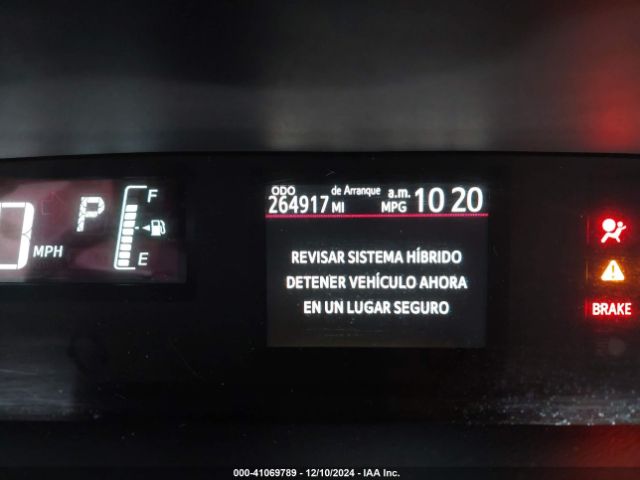 ODO de Arranque a.m. 10 20
264917 MI MPG
P F
MPH E
REVISAR SISTEMA HÍBRIDO
DETENER VEHÍCULO AHORA
EN UN LUGAR SEGURO
BRAKE
000-41069789 - 12/10/2024 - IAA Inc.